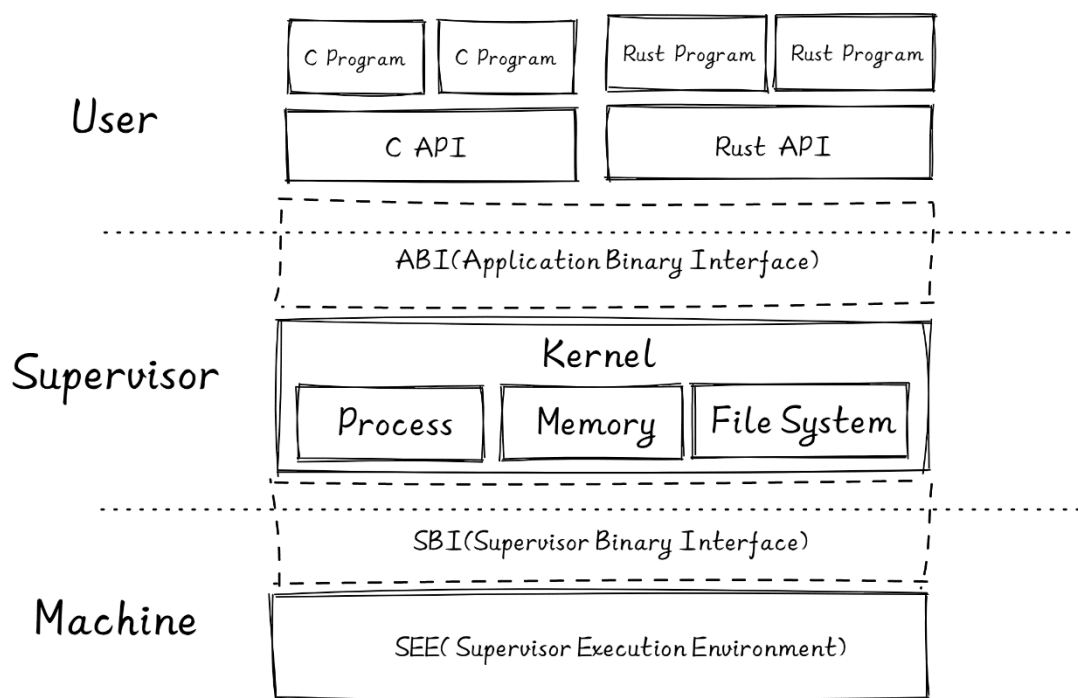 C Program
C Program
Rust Program
Rust Program
User
C API
Rust API
ABI(Application Binary Interface)
Kernel
Supervisor
Process
Memory
File System
SBI(Supervisor Binary Interface)
Machine
SEE( Supervisor Execution Environment)